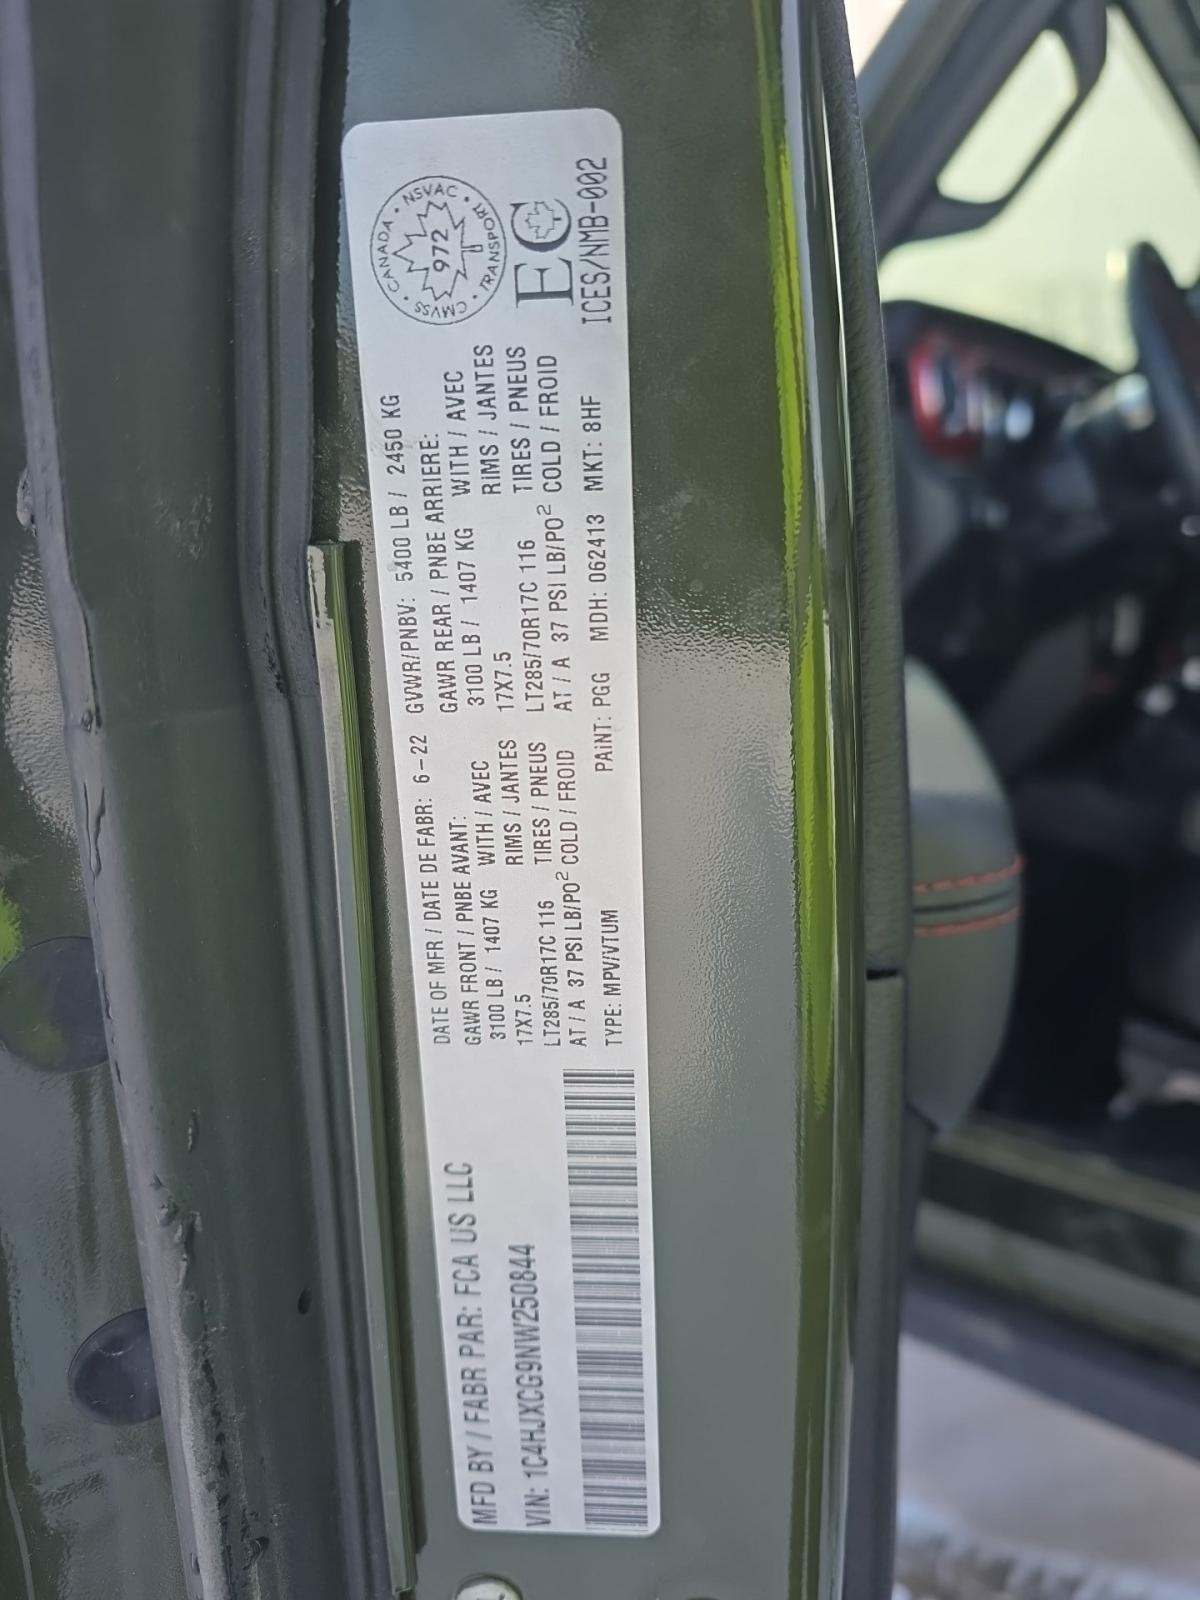 MFD BY / FABR PAR: FCA US LLC
VIN: 1C4HJXCG9NW250844
DATE OF MFR / DATE DE FABR: 6-22
GAWR FRONT / PNBE AVANT:
3100 LB / 1407 KG WITH / AVEC
17X7.5 RIMS / JANTES
LT285/70R17C 116 TIRES / PNEUS
AT / A 37 PSI LB/PO² COLD / FROID
TYPE: MPV/VTUM
GVWR/PNBV: 5400 LB / 2450 KG
GAWR REAR / PNBE ARRIERE:
3100 LB / 1407 KG WITH / AVEC
17X7.5 RIMS / JANTES
LT285/70R17C 116 TIRES / PNEUS
AT / A 37 PSI LB/PO² COLD / FROID
PAINT: PGG MDH: 062413 MKT: 8HF
CANADA • NSVAC • TRANSPORT • CMVSS •
972
EC
ICES/NMB-002